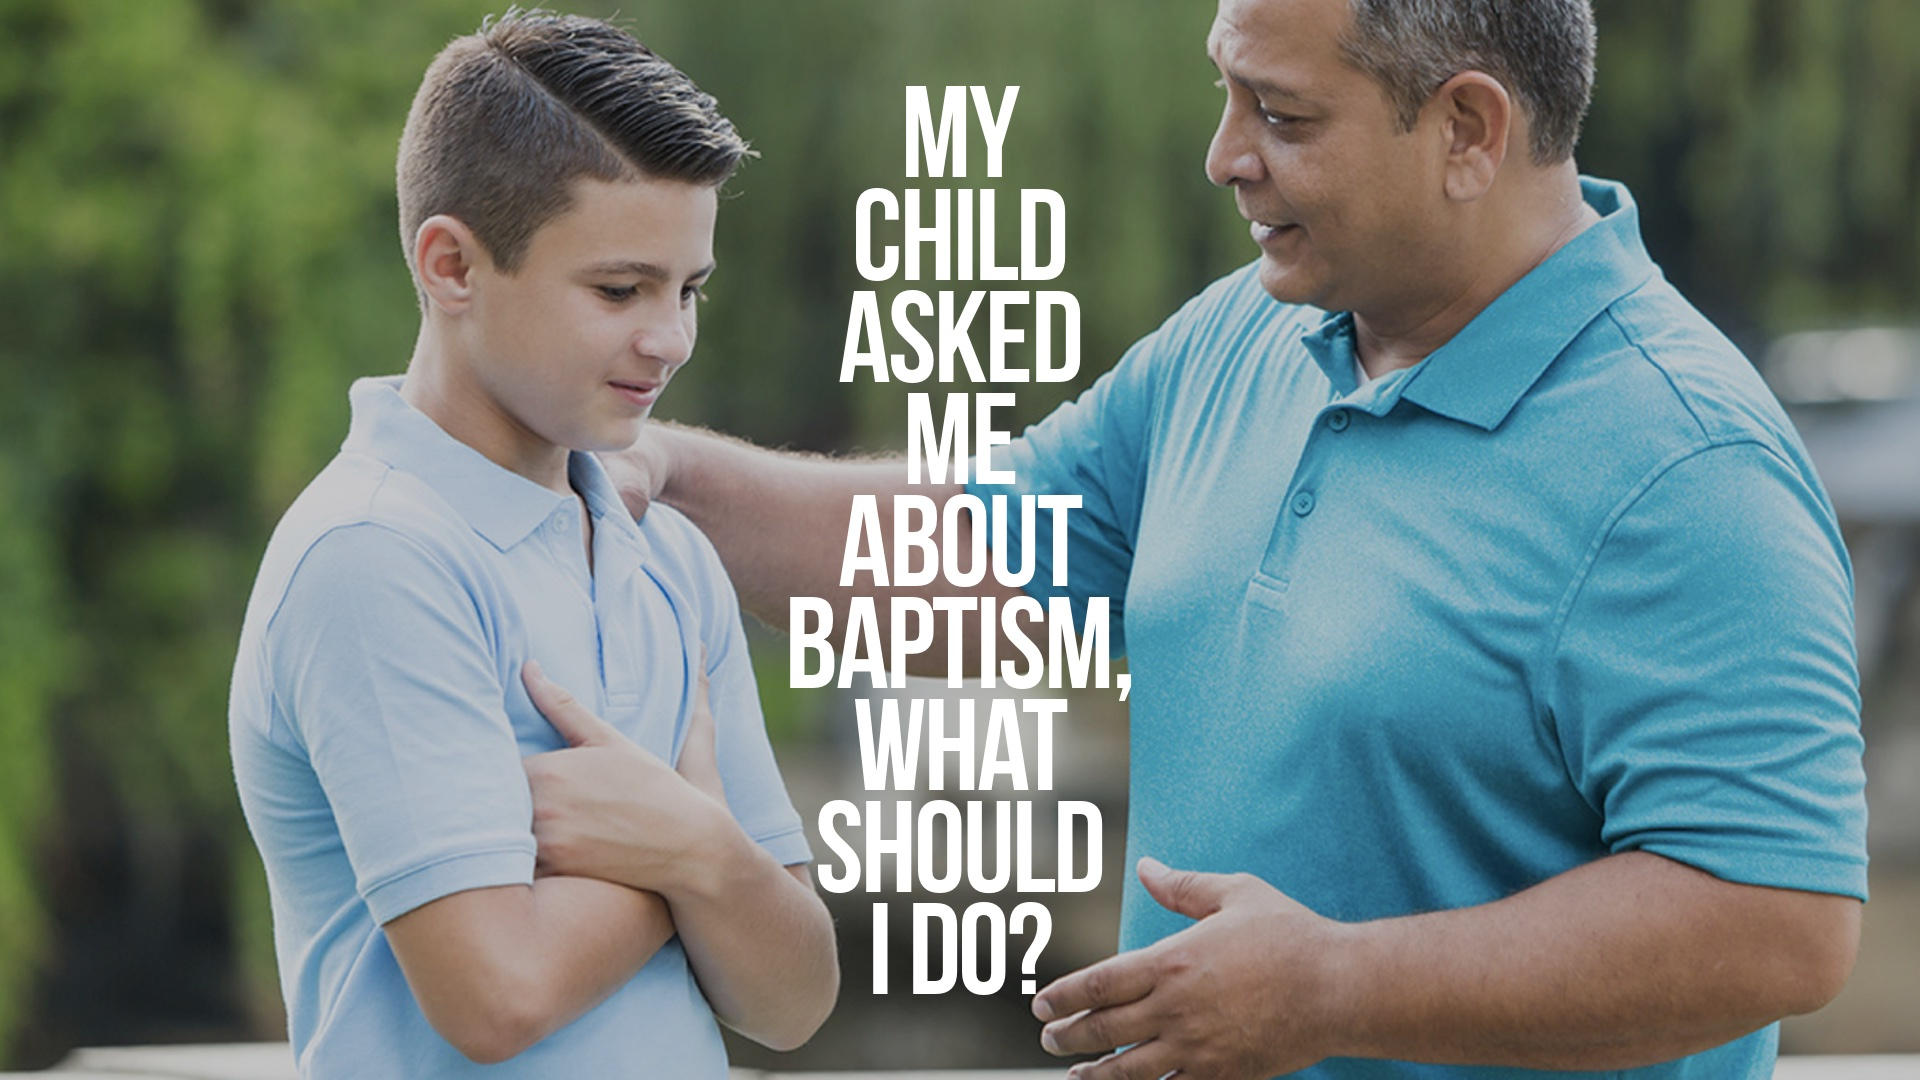 MY
CHILD
ASKED
ME
ABOUT
BAPTISM,
WHAT
SHOULD
I DO?